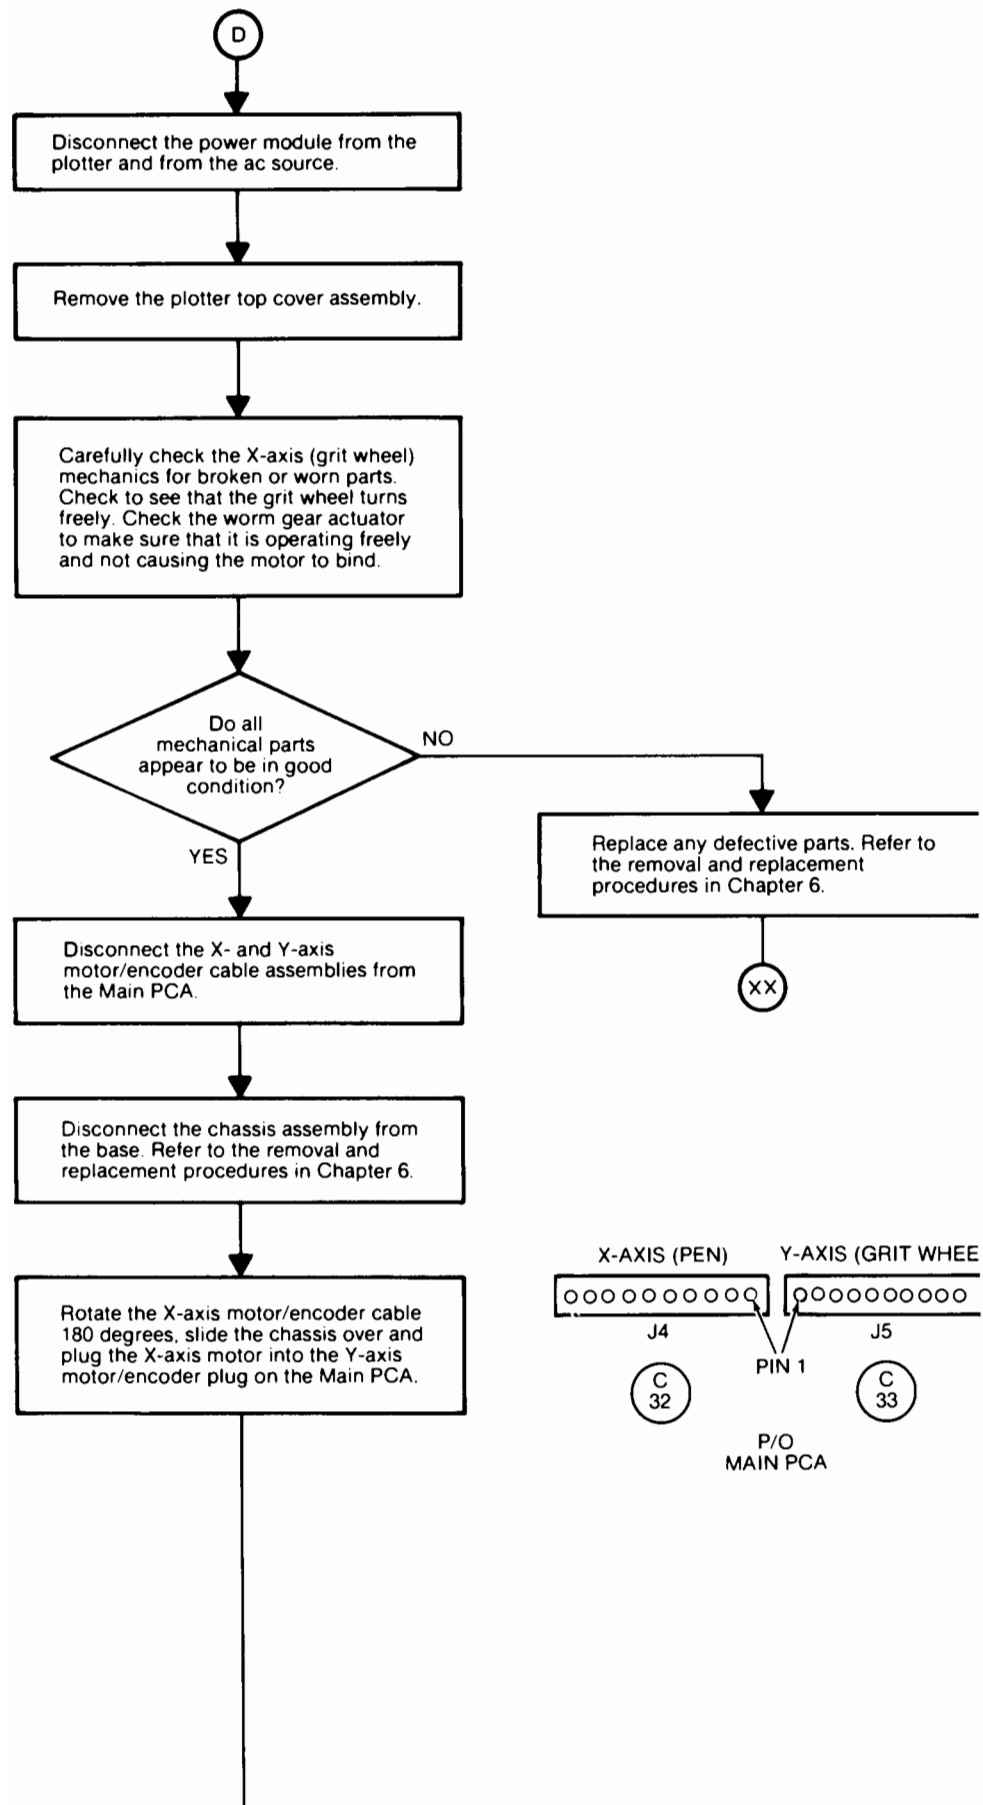 D
Disconnect the power module from the
plotter and from the ac source.
Remove the plotter top cover assembly.
Carefully check the X-axis (grit wheel)
mechanics for broken or worn parts.
Check to see that the grit wheel turns
freely. Check the worm gear actuator
to make sure that it is operating freely
and not causing the motor to bind.
Do all
mechanical parts
appear to be in good
condition?
NO
YES
Replace any defective parts. Refer to
the removal and replacement
procedures in Chapter 6.
XX
Disconnect the X- and Y-axis
motor/encoder cable assemblies from
the Main PCA.
Disconnect the chassis assembly from
the base. Refer to the removal and
replacement procedures in Chapter 6.
Rotate the X-axis motor/encoder cable
180 degrees, slide the chassis over and
plug the X-axis motor into the Y-axis
motor/encoder plug on the Main PCA.
X-AXIS (PEN) Y-AXIS (GRIT WHEE
J4 J5
PIN 1
C
32
C
33
P/O
MAIN PCA